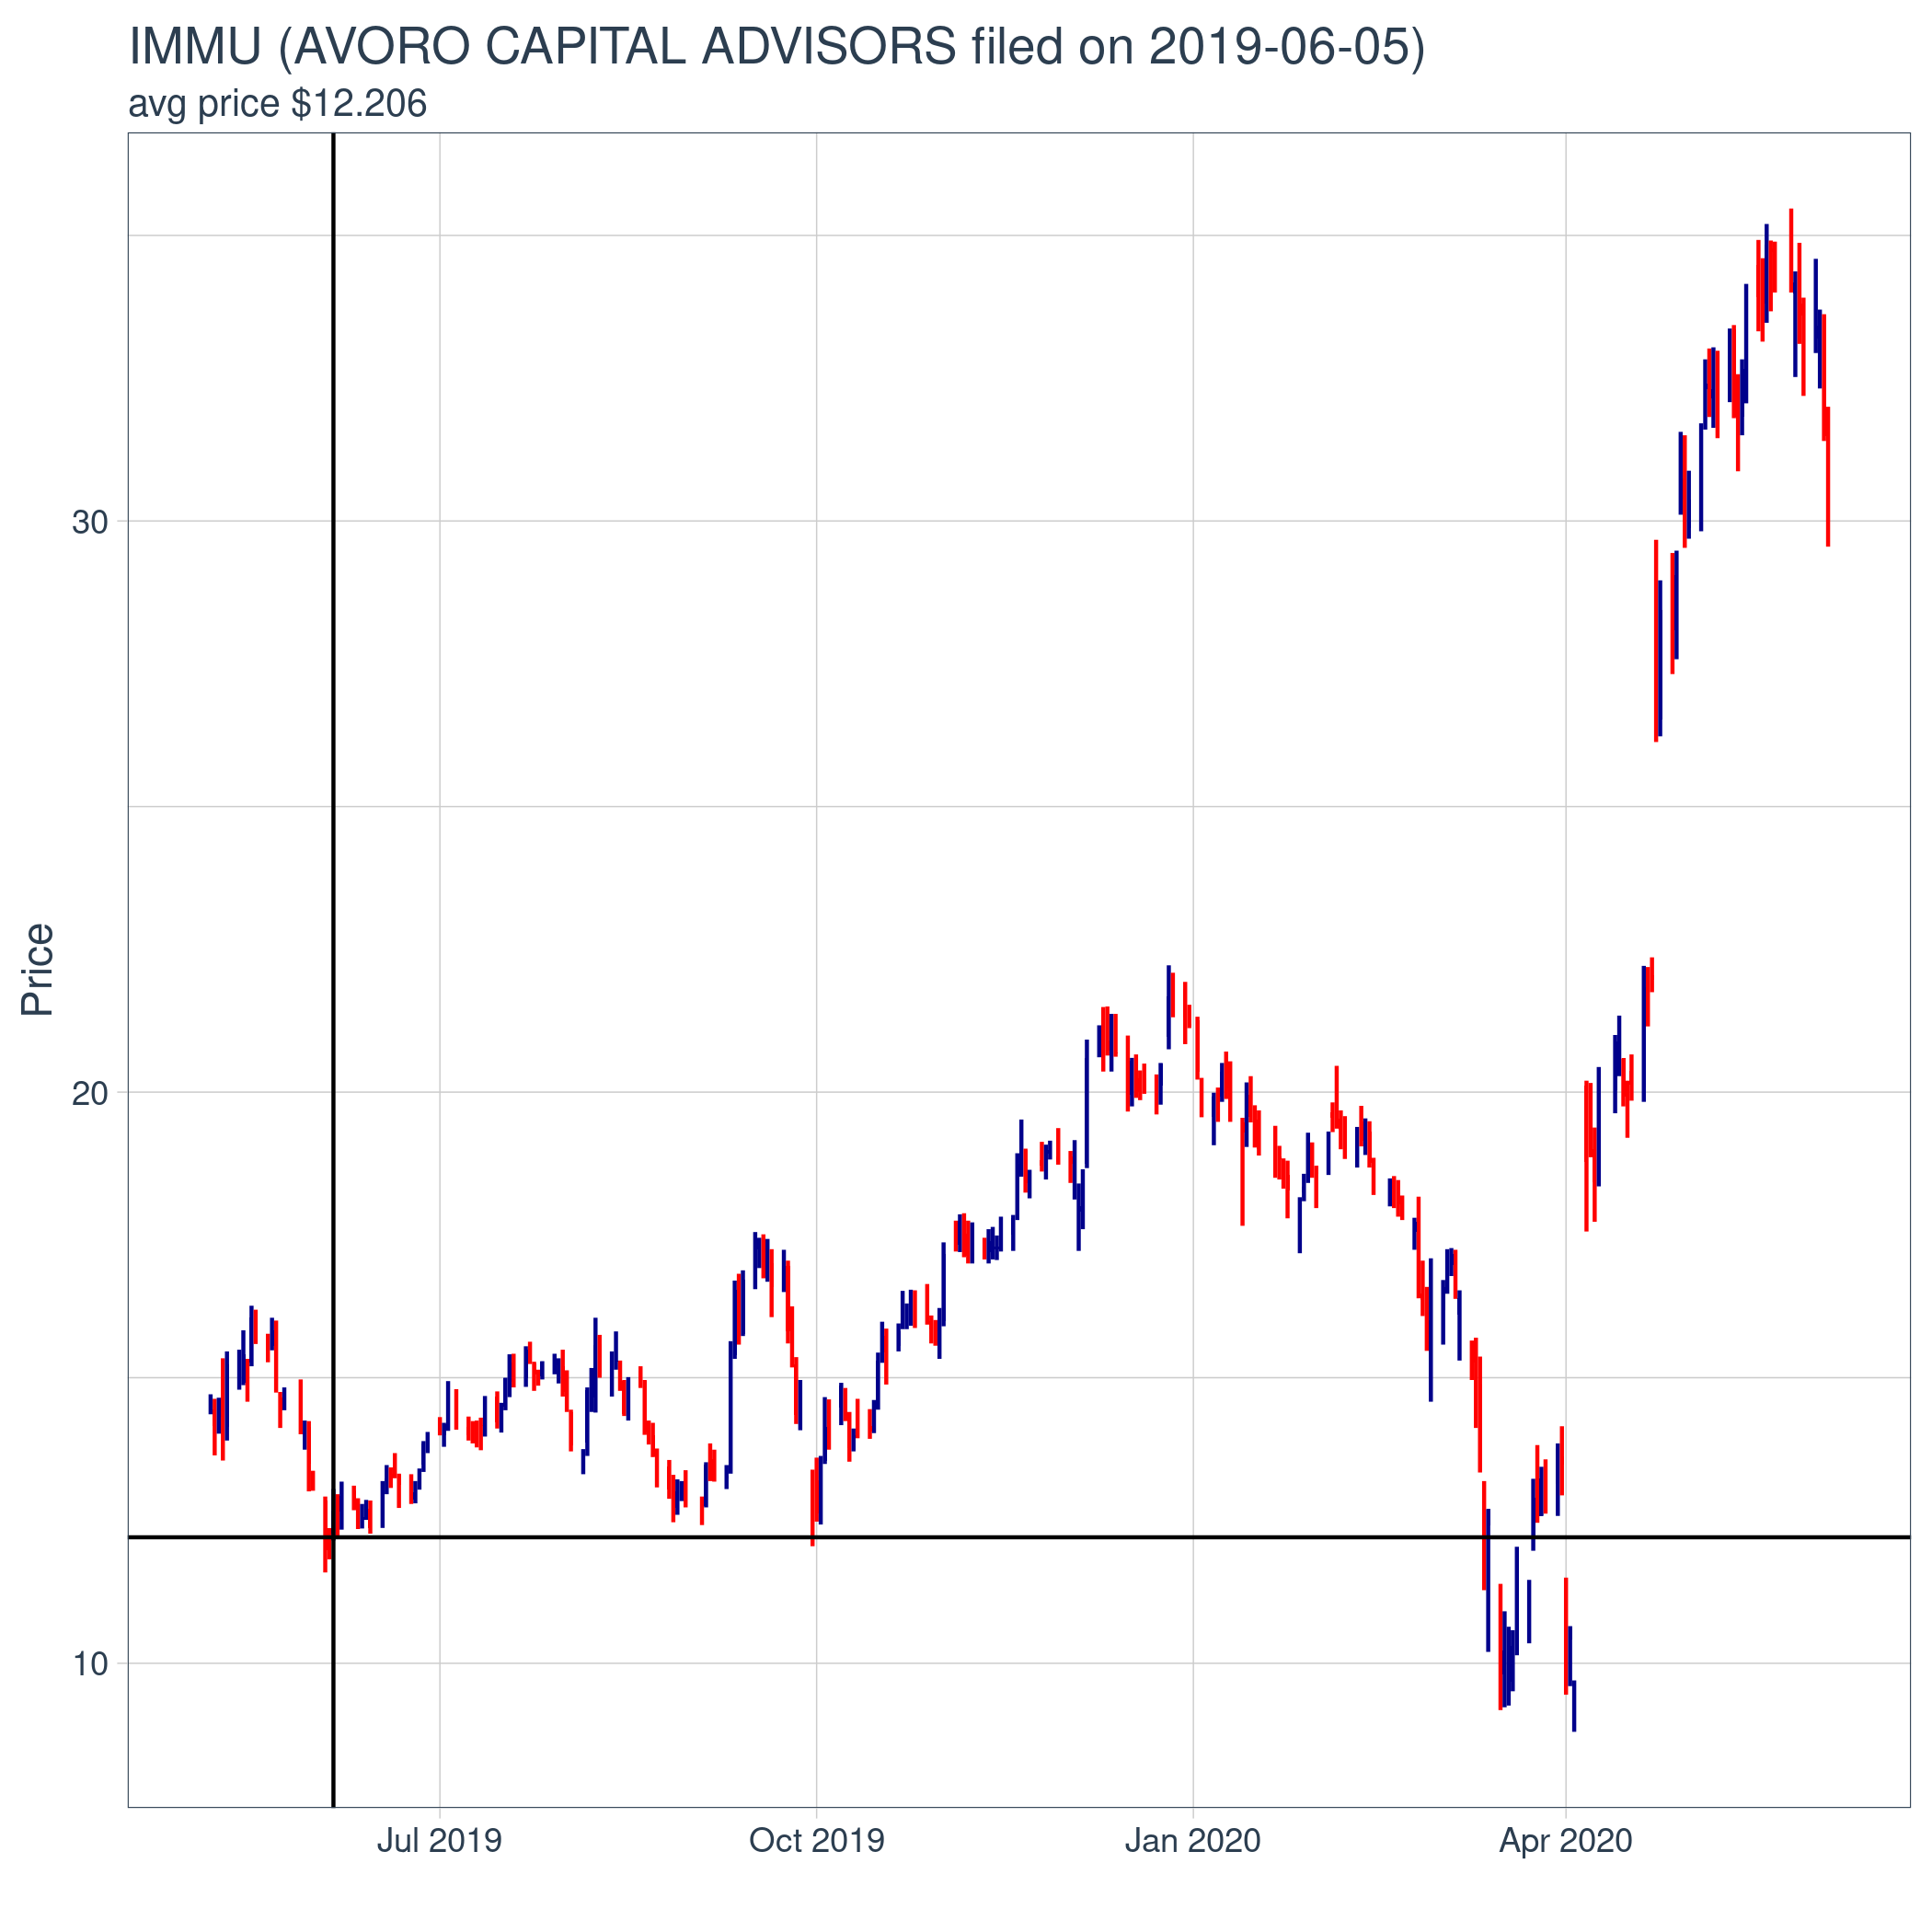 IMMU (AVORO CAPITAL ADVISORS filed on 2019-06-05)
avg price $12.206
Price
30
20
10
Jul 2019
Oct 2019
Jan 2020
Apr 2020